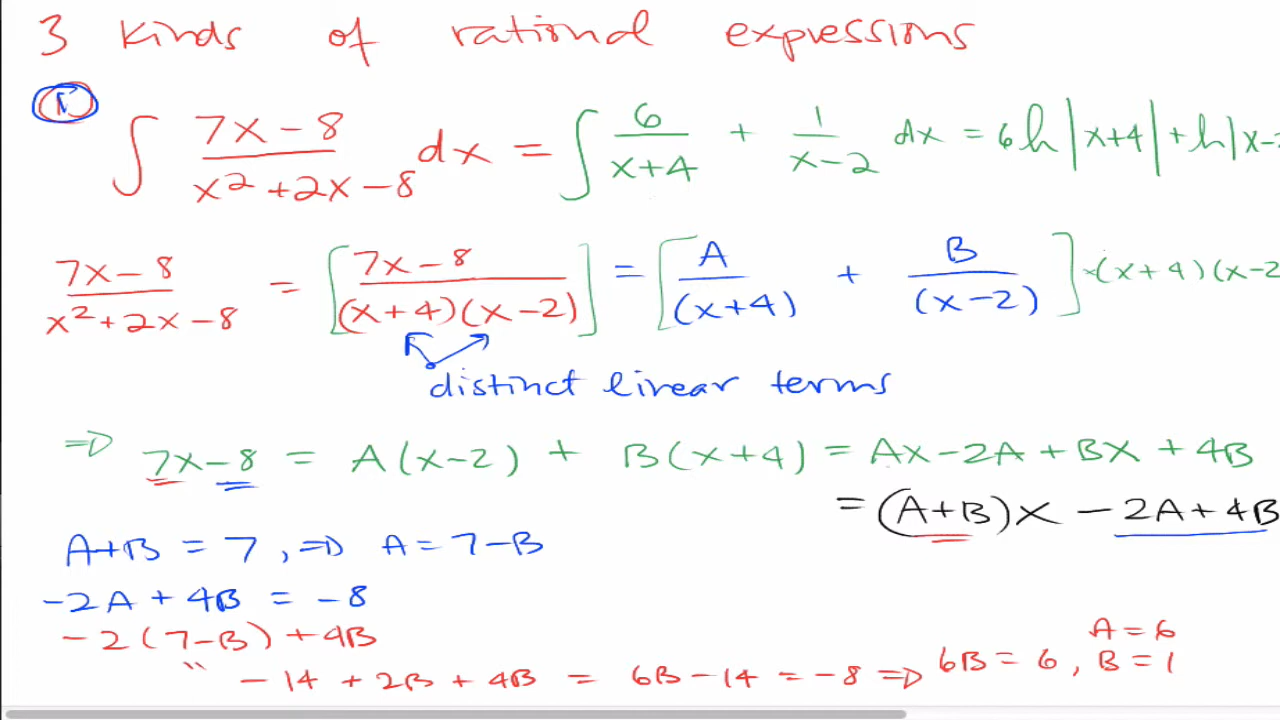 3 kinds of rational expressions
1
∫ (7x-8)/(x²+2x-8) dx = ∫ 6/(x+4) + 1/(x-2) dx = 6 ln|x+4| + ln|x-
(7x-8)/(x²+2x-8) = [(7x-8)/((x+4)(x-2))] = [A/(x+4) + B/(x-2)] ·(x+4)(x-2
distinct linear terms
⇒ 7x-8 = A(x-2) + B(x+4) = Ax-2A+Bx+4B
= (A+B)x - 2A+4B
A+B = 7, ⇒ A = 7-B
-2A + 4B = -8
-2(7-B) + 4B
A = 6
" -14 + 2B + 4B = 6B-14 = -8 ⇒ 6B = 6, B = 1